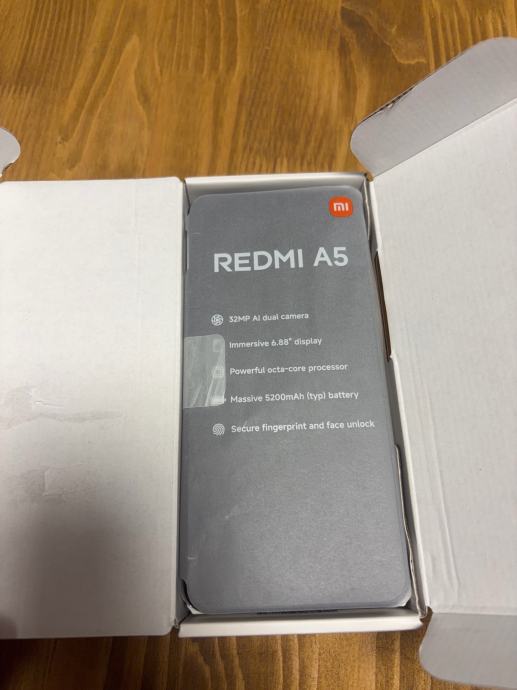 mi
REDMI A5
32MP AI dual camera
Immersive 6.88" display
Powerful octa-core processor
Massive 5200mAh (typ) battery
Secure fingerprint and face unlock